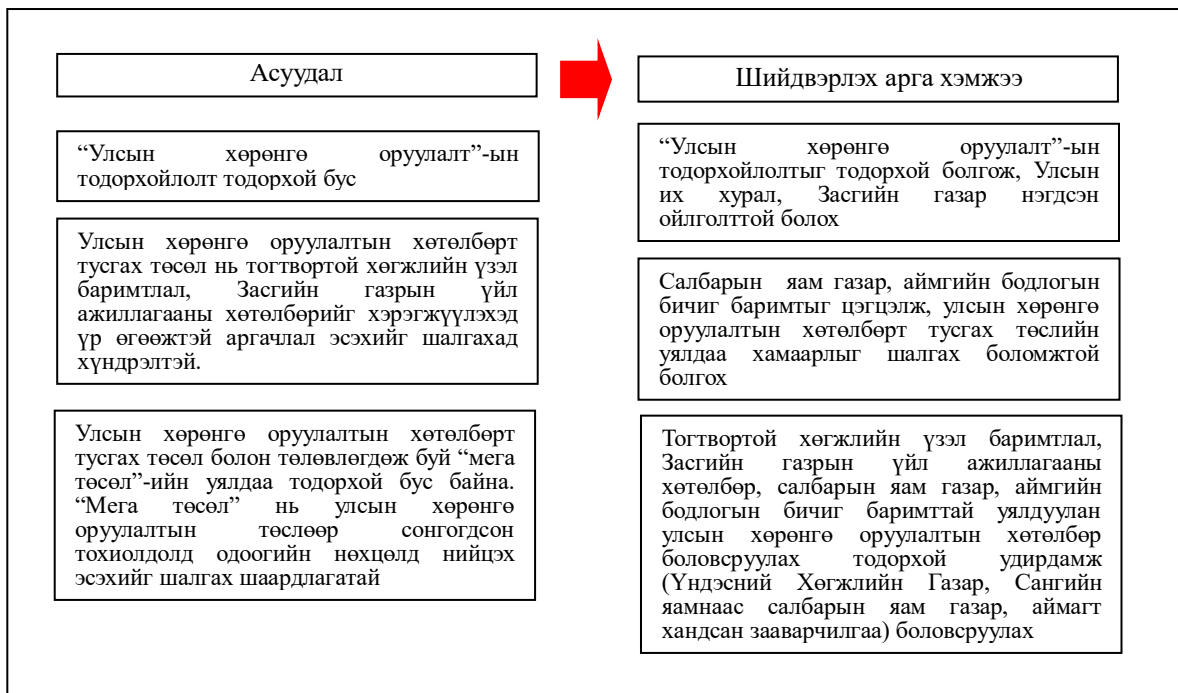 Асуудал
“Улсын хөрөнгө оруулалт”-ын
тодорхойлолт тодорхой бус
Улсын хөрөнгө оруулалтын хөтөлбөрт
тусгах төсөл нь тогтвортой хөгжлийн үзэл
баримтлал, Засгийн газрын үйл
ажиллагааны хөтөлбөрийг хэрэгжүүлэхэд
үр өгөөжтэй аргачлал эсэхийг шалгахад
хүндрэлтэй.
Улсын хөрөнгө оруулалтын хөтөлбөрт
тусгах төсөл болон төлөвлөгдөж буй “мега
төсөл”-ийн уялдаа тодорхой бус байна.
“Мега төсөл” нь улсын хөрөнгө
оруулалтын төслөөр сонгогдсон
тохиолдолд одоогийн нөхцөлд нийцэх
эсэхийг шалгах шаардлагатай
Шийдвэрлэх арга хэмжээ
“Улсын хөрөнгө оруулалт”-ын
тодорхойлолтыг тодорхой болгож, Улсын
их хурал, Засгийн газар нэгдсэн
ойлголттой болох
Салбарын яам газар, аймгийн бодлогын
бичиг баримтыг цэгцэлж, улсын хөрөнгө
оруулалтын хөтөлбөрт тусгах төслийн
уялдаа хамаарлыг шалгах боломжтой
болгох
Тогтвортой хөгжлийн үзэл баримтлал,
Засгийн газрын үйл ажиллагааны
хөтөлбөр, салбарын яам газар, аймгийн
бодлогын бичиг баримттай уялдуулан
улсын хөрөнгө оруулалтын хөтөлбөр
боловсруулах тодорхой удирдамж
(Үндэсний Хөгжлийн Газар, Сангийн
яамнаас салбарын яам газар, аймагт
хандсан зааварчилгаа) боловсруулах